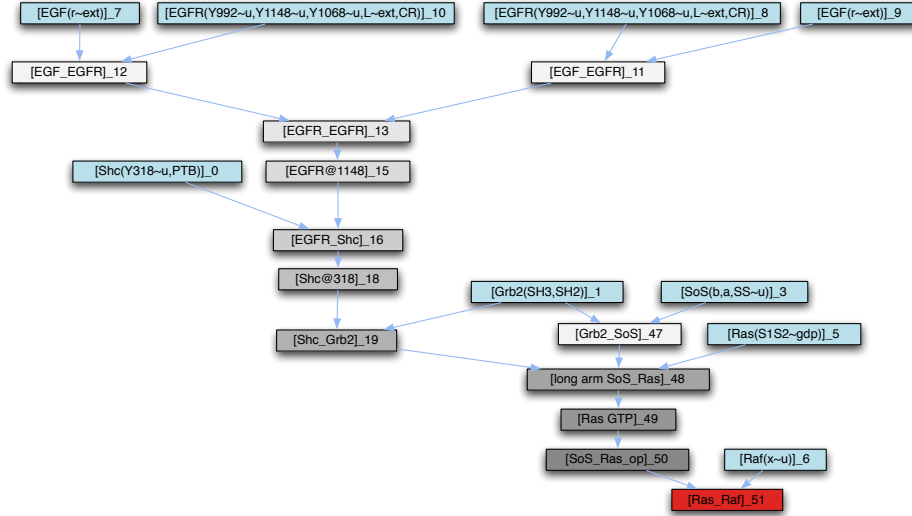 [EGF(r~ext)]_7
[EGFR(Y992~u,Y1148~u,Y1068~u,L~ext,CR)]_10
[EGFR(Y992~u,Y1148~u,Y1068~u,L~ext,CR)]_8
[EGF(r~ext)]_9
[EGF_EGFR]_12
[EGF_EGFR]_11
[EGFR_EGFR]_13
[Shc(Y318~u,PTB)]_0
[EGFR@1148]_15
[EGFR_Shc]_16
[Shc@318]_18
[Grb2(SH3,SH2)]_1
[SoS(b,a,SS~u)]_3
[Shc_Grb2]_19
[Grb2_SoS]_47
[Ras(S1S2~gdp)]_5
[long arm SoS_Ras]_48
[Ras GTP]_49
[SoS_Ras_op]_50
[Raf(x~u)]_6
[Ras_Raf]_51